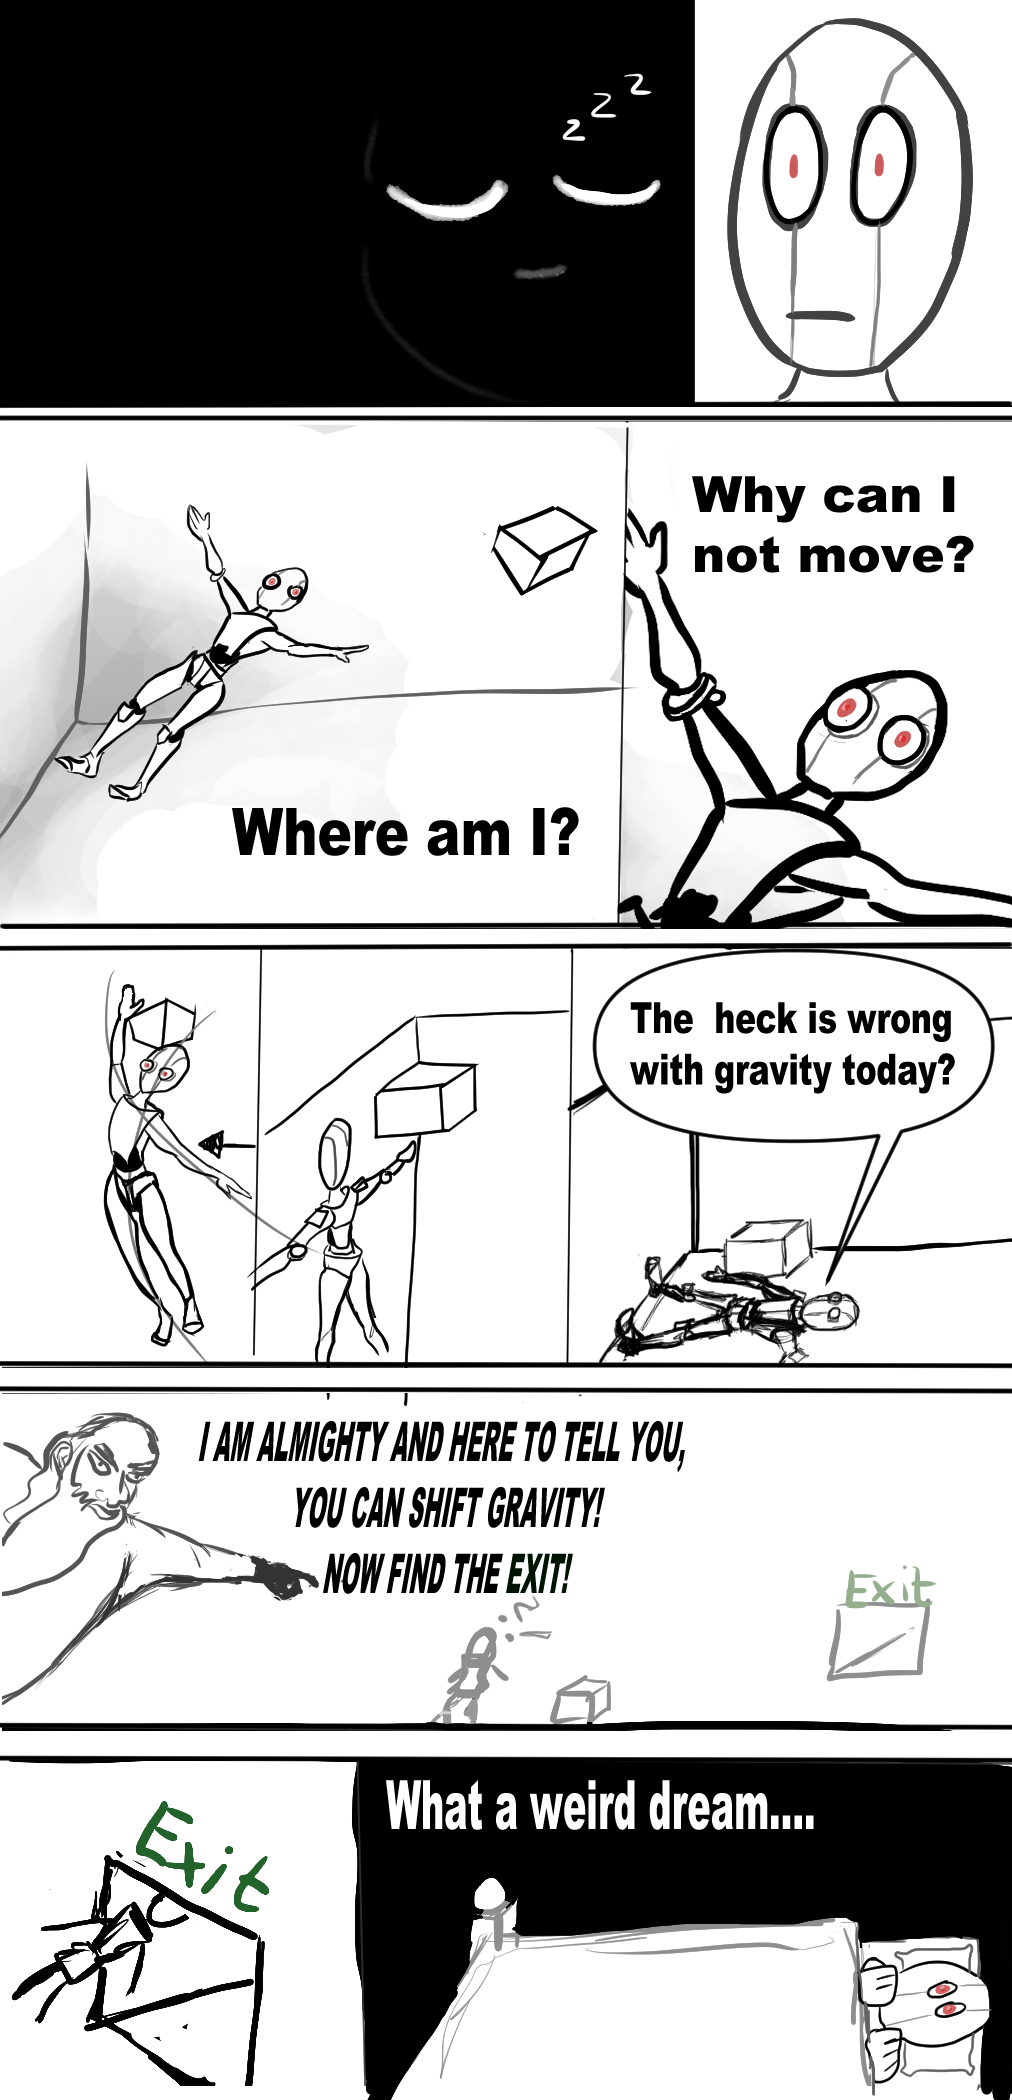 z z z
Why can I
not move?
Where am I?
The heck is wrong
with gravity today?
I AM ALMIGHTY AND HERE TO TELL YOU,
YOU CAN SHIFT GRAVITY!
NOW FIND THE EXIT!
Exit
Exit
What a weird dream....